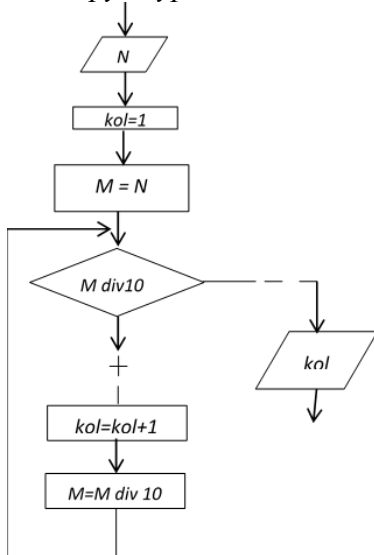 N
kol=1
M = N
M div10
+
kol
kol=kol+1
M=M div 10